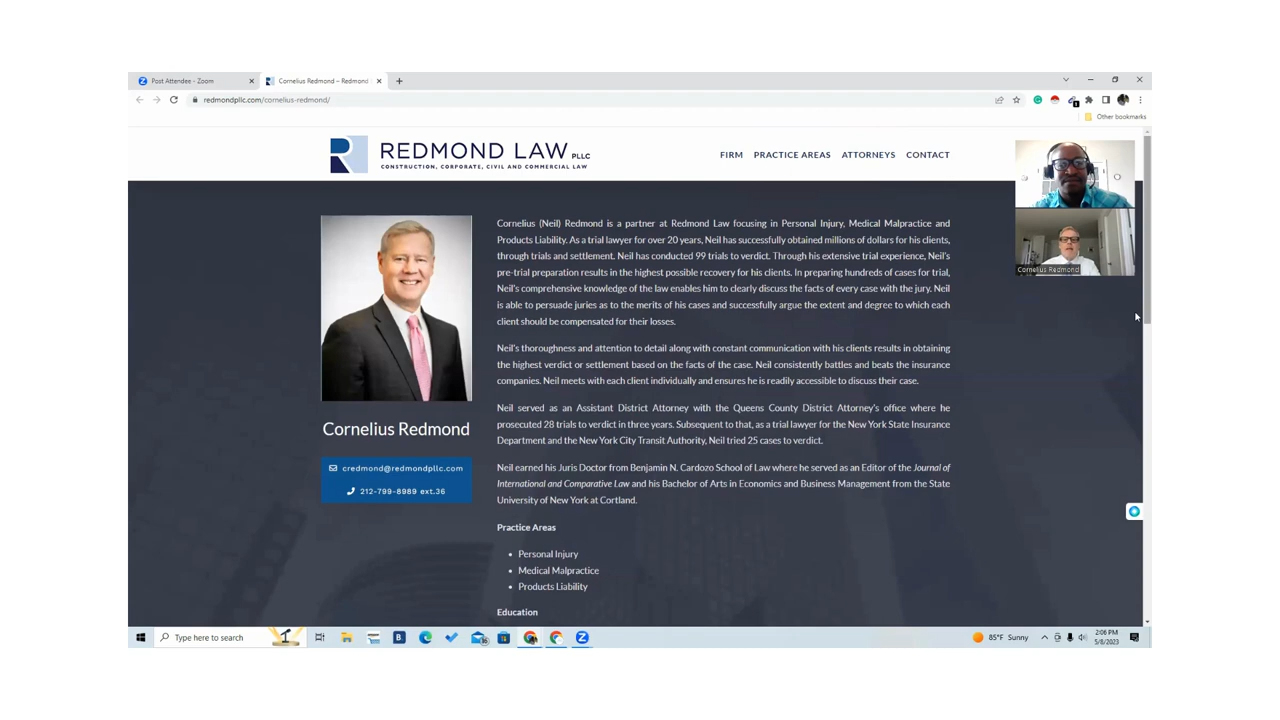 Post Attendee - Zoom
Cornelius Redmond – Redmond
redmondpllc.com/cornelius-redmond/
Other bookmarks
REDMOND LAW PLLC
CONSTRUCTION, CORPORATE, CIVIL AND COMMERCIAL LAW
FIRM PRACTICE AREAS ATTORNEYS CONTACT
Cornelius Redmond
Cornelius (Neil) Redmond is a partner at Redmond Law focusing in Personal Injury, Medical Malpractice and
Products Liability. As a trial lawyer for over 20 years, Neil has successfully obtained millions of dollars for his clients,
through trials and settlement. Neil has conducted 99 trials to verdict. Through his extensive trial experience, Neil's
pre-trial preparation results in the highest possible recovery for his clients. In preparing hundreds of cases for trial,
Neil's comprehensive knowledge of the law enables him to clearly discuss the facts of every case with the jury. Neil
is able to persuade juries as to the merits of his cases and successfully argue the extent and degree to which each
client should be compensated for their losses.
Neil's thoroughness and attention to detail along with constant communication with his clients results in obtaining
the highest verdict or settlement based on the facts of the case. Neil consistently battles and beats the insurance
companies. Neil meets with each client individually and ensures he is readily accessible to discuss their case.
Neil served as an Assistant District Attorney with the Queens County District Attorney's office where he
prosecuted 28 trials to verdict in three years. Subsequent to that, as a trial lawyer for the New York State Insurance
Department and the New York City Transit Authority, Neil tried 25 cases to verdict.
Neil earned his Juris Doctor from Benjamin N. Cardozo School of Law where he served as an Editor of the Journal of
International and Comparative Law and his Bachelor of Arts in Economics and Business Management from the State
University of New York at Cortland.
Practice Areas
• Personal Injury
• Medical Malpractice
• Products Liability
Education
Cornelius Redmond
credmond@redmondpllc.com
212-799-8989 ext.36
Type here to search
85°F Sunny
2:06 PM
5/8/2023